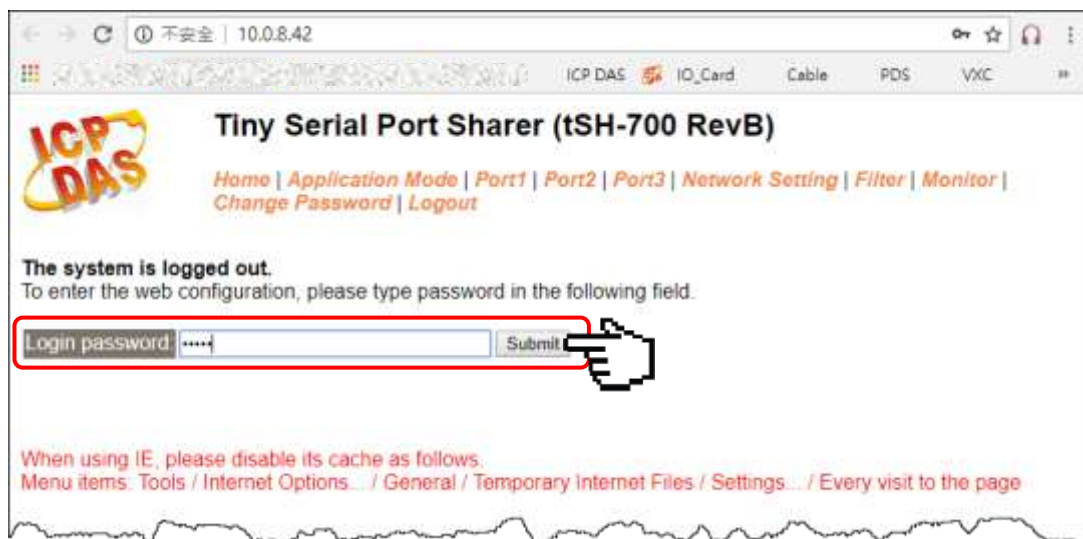 不安全 | 10.0.8.42
ICP DAS IO_Card Cable PDS VXC »
ICP
DAS
Tiny Serial Port Sharer (tSH-700 RevB)
Home | Application Mode | Port1 | Port2 | Port3 | Network Setting | Filter | Monitor |
Change Password | Logout
The system is logged out.
To enter the web configuration, please type password in the following field.
Login password: ••••• Submit
When using IE, please disable its cache as follows.
Menu items: Tools / Internet Options... / General / Temporary Internet Files / Settings... / Every visit to the page